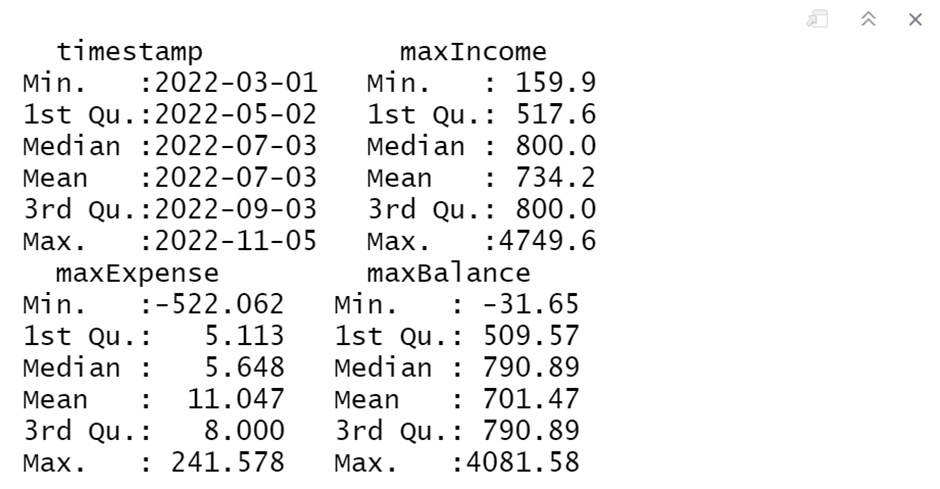 timestamp            maxIncome
Min.   :2022-03-01   Min.   : 159.9
1st Qu.:2022-05-02   1st Qu.: 517.6
Median :2022-07-03   Median : 800.0
Mean   :2022-07-03   Mean   : 734.2
3rd Qu.:2022-09-03   3rd Qu.: 800.0
Max.   :2022-11-05   Max.   :4749.6
  maxExpense         maxBalance
Min.   :-522.062   Min.   : -31.65
1st Qu.:   5.113   1st Qu.: 509.57
Median :   5.648   Median : 790.89
Mean   :  11.047   Mean   : 701.47
3rd Qu.:   8.000   3rd Qu.: 790.89
Max.   : 241.578   Max.   :4081.58